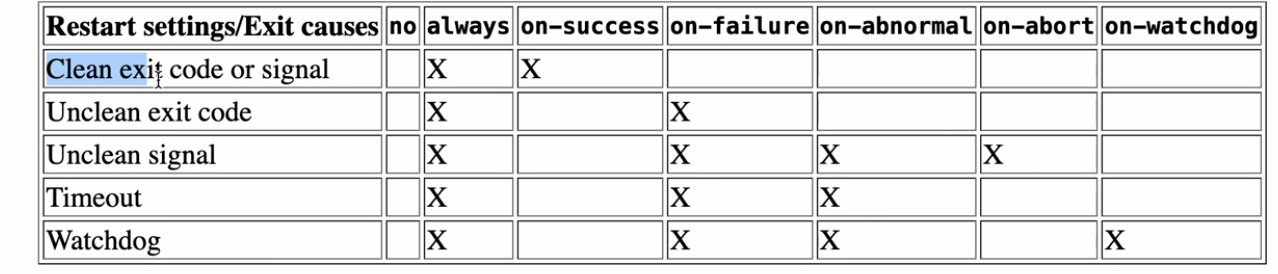 Restart settings/Exit causes no always on-success on-failure on-abnormal on-abort on-watchdog
Clean exit code or signal X X
Unclean exit code X X
Unclean signal X X X X
Timeout X X X
Watchdog X X X X